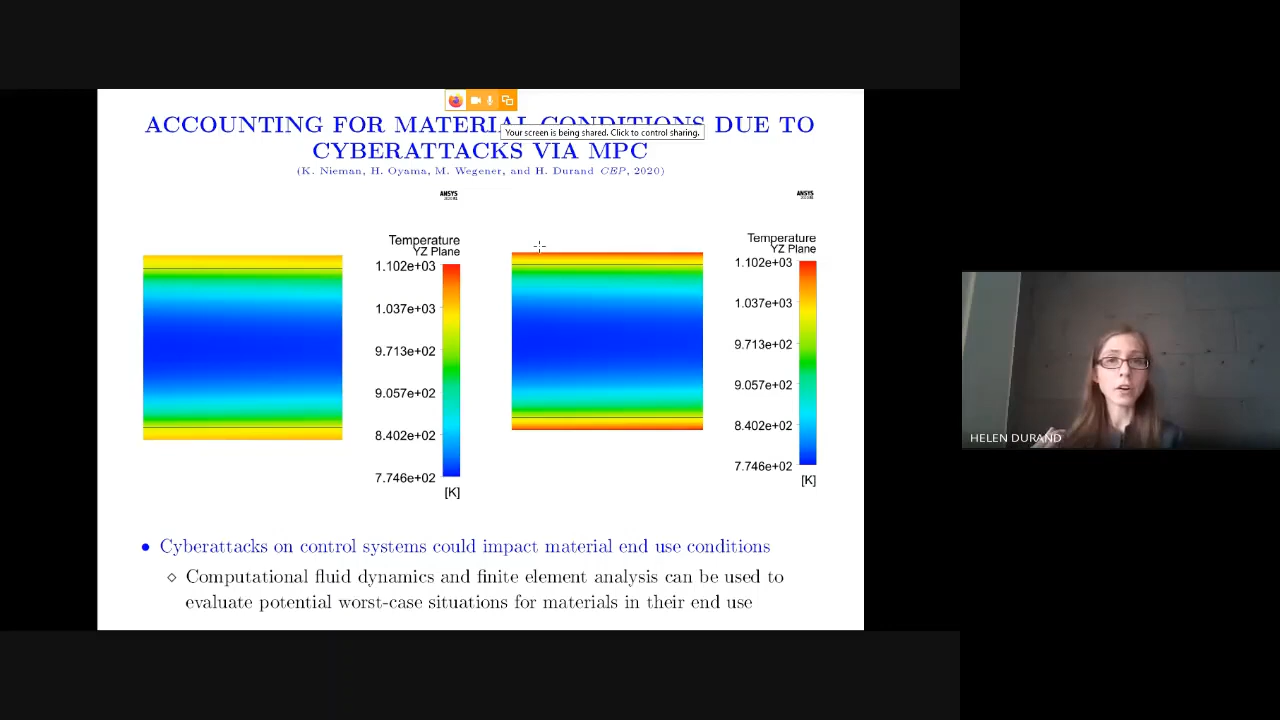 ACCOUNTING FOR MATERIAL CONDITIONS DUE TO
Your screen is being shared. Click to control sharing.
CYBERATTACKS VIA MPC
(K. Nieman, H. Oyama, M. Wegener, and H. Durand CEP, 2020)
ANSYS
ANSYS
Temperature
YZ Plane
1.102e+03
1.037e+03
9.713e+02
9.057e+02
8.402e+02
7.746e+02
[K]
Temperature
YZ Plane
1.102e+03
1.037e+03
9.713e+02
9.057e+02
8.402e+02
7.746e+02
[K]
HELEN DURAND
• Cyberattacks on control systems could impact material end use conditions
◇ Computational fluid dynamics and finite element analysis can be used to
evaluate potential worst-case situations for materials in their end use